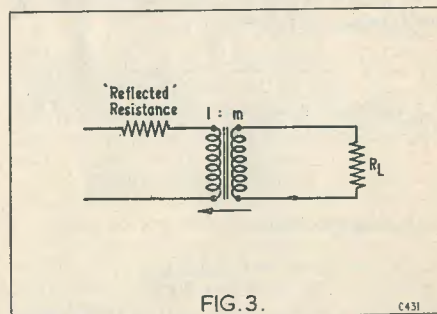 "Reflected"
Resistance
1 : m
R_L
FIG.3.
C431